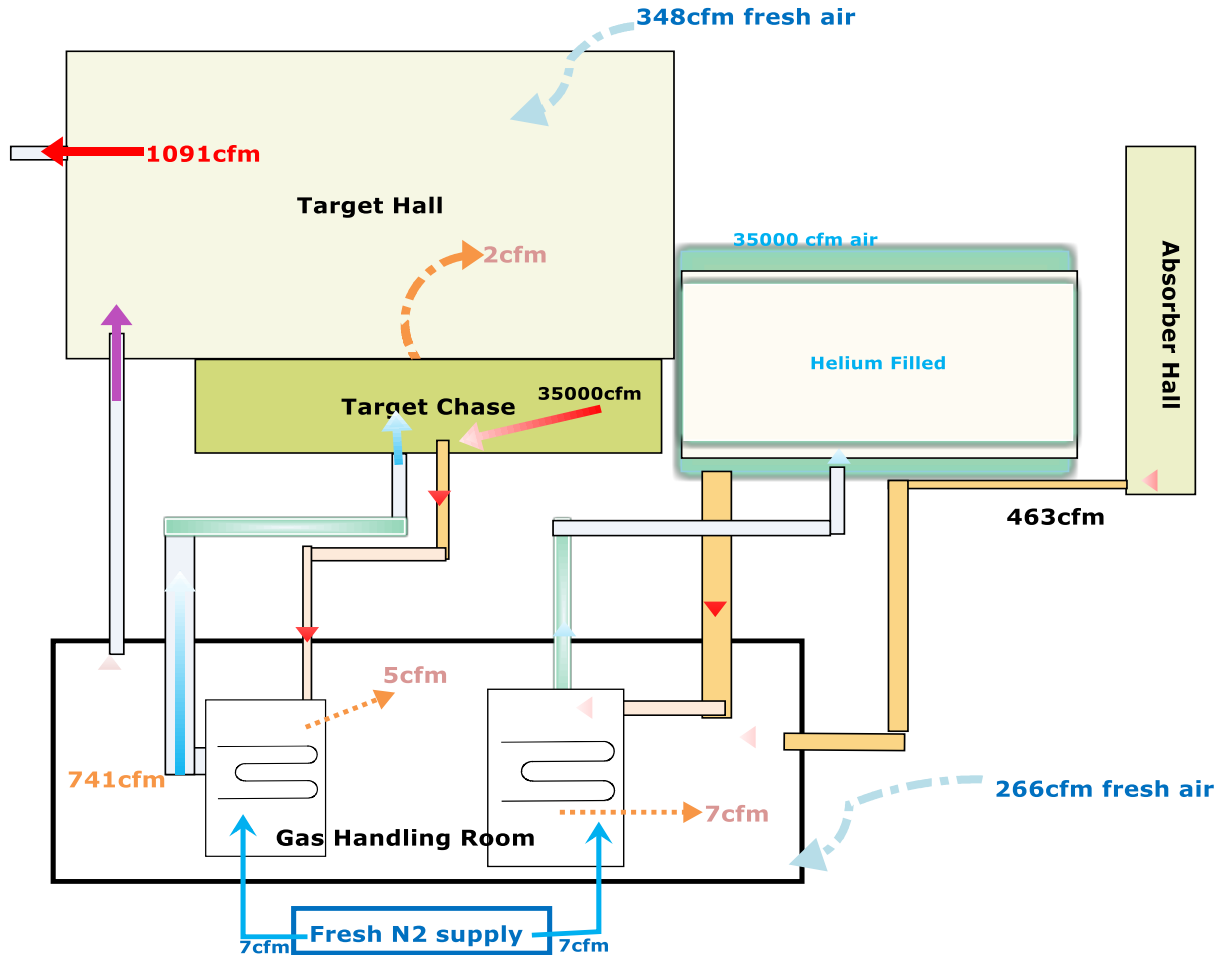 348cfm fresh air
1091cfm
Target Hall
35000 cfm air
2cfm
Absorber Hall
Helium Filled
35000cfm
Target Chase
463cfm
5cfm
741cfm
266cfm fresh air
7cfm
Gas Handling Room
Fresh N2 supply
7cfm
7cfm